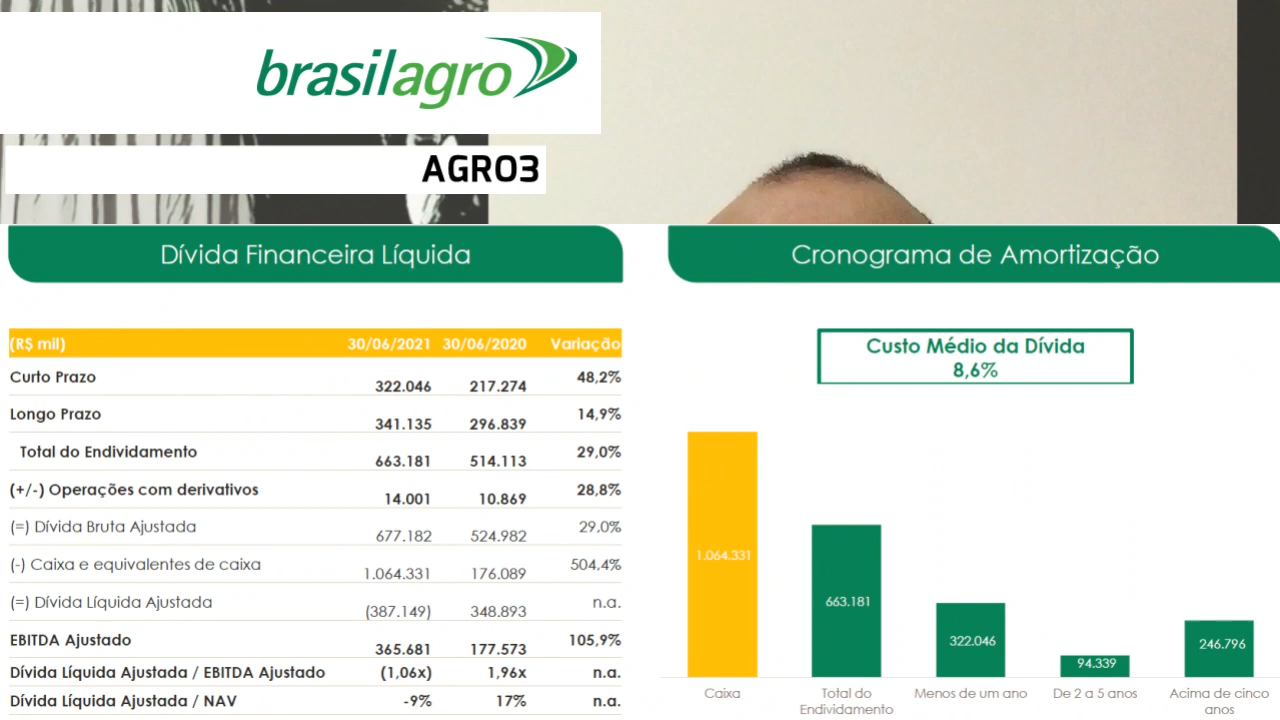 brasilagro
AGRO3
Dívida Financeira Líquida
(R$ mil) 30/06/2021 30/06/2020 Variação
Curto Prazo 322.046 217.274 48,2%
Longo Prazo 341.135 296.839 14,9%
Total do Endividamento 663.181 514.113 29,0%
(+/-) Operações com derivativos 14.001 10.869 28,8%
(=) Dívida Bruta Ajustada 677.182 524.982 29,0%
(-) Caixa e equivalentes de caixa 1.064.331 176.089 504,4%
(=) Dívida Líquida Ajustada (387.149) 348.893 n.a.
EBITDA Ajustado 365.681 177.573 105,9%
Dívida Líquida Ajustada / EBITDA Ajustado (1,06x) 1,96x n.a.
Dívida Líquida Ajustada / NAV -9% 17% n.a.
Cronograma de Amortização
Custo Médio da Dívida
8,6%
1.064.331
663.181
322.046
94.339
246.796
Caixa
Total do
Endividamento
Menos de um ano
De 2 a 5 anos
Acima de cinco
anos